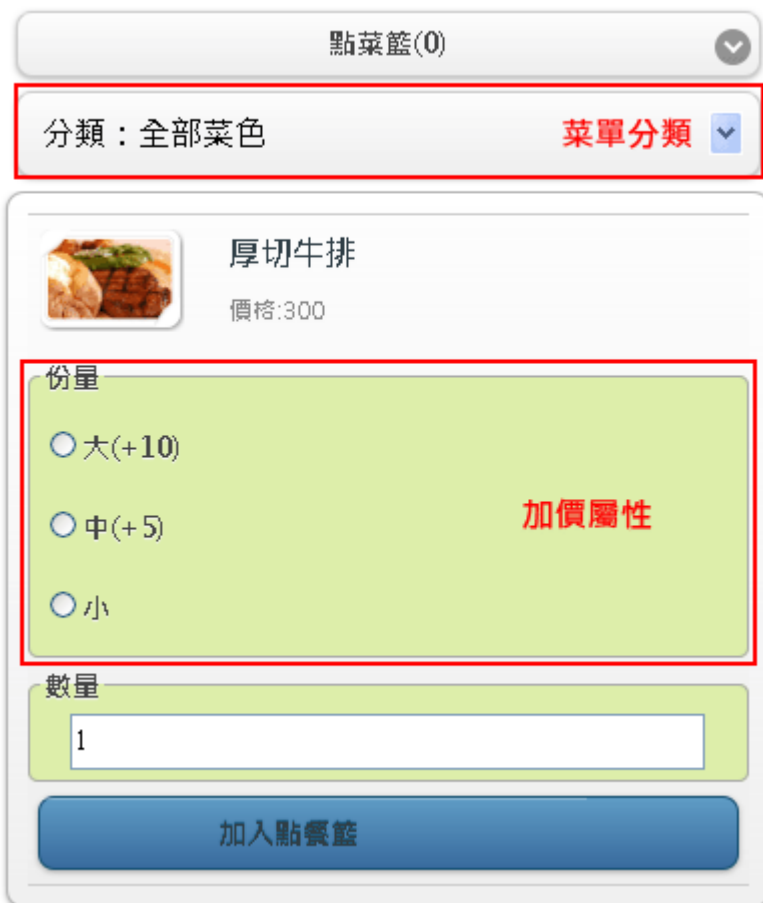 點菜籃(0)
分類：全部菜色 菜單分類
厚切牛排
價格:300
份量
大(+10)
中(+5)
加價屬性
小
數量
1
加入點餐籃